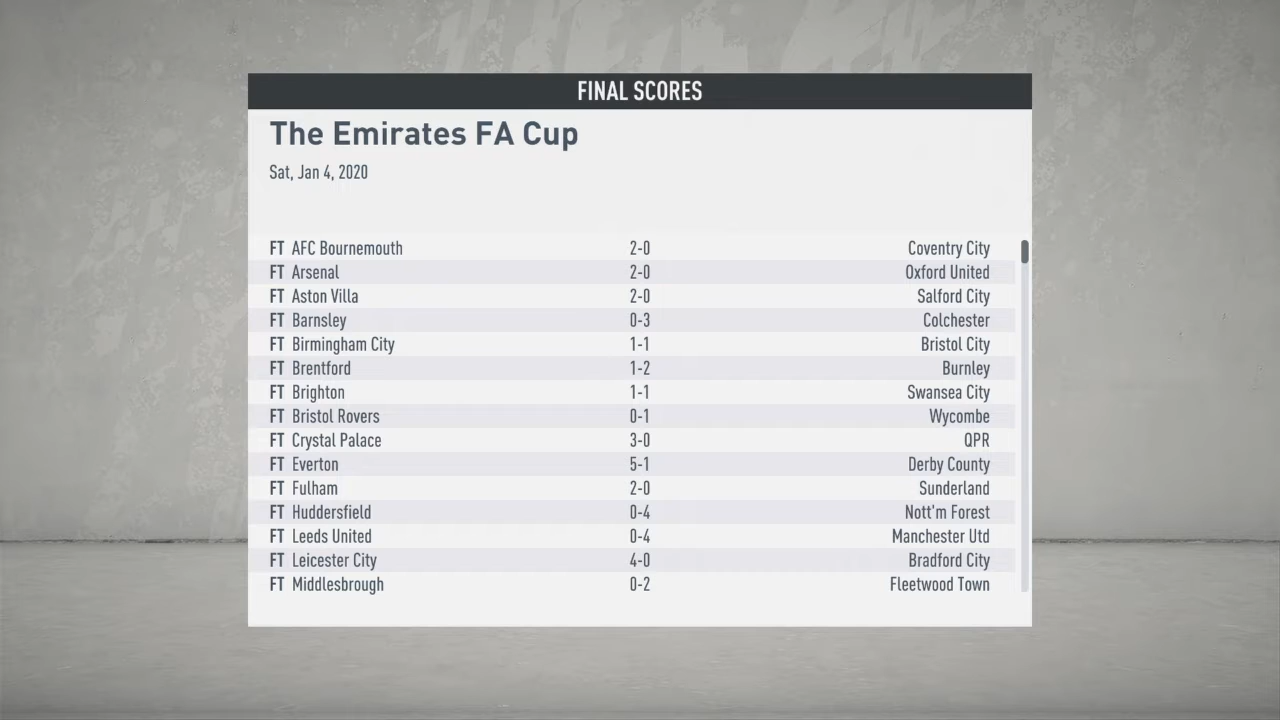 FINAL SCORES
The Emirates FA Cup
Sat, Jan 4, 2020
FT AFC Bournemouth 2-0 Coventry City
FT Arsenal 2-0 Oxford United
FT Aston Villa 2-0 Salford City
FT Barnsley 0-3 Colchester
FT Birmingham City 1-1 Bristol City
FT Brentford 1-2 Burnley
FT Brighton 1-1 Swansea City
FT Bristol Rovers 0-1 Wycombe
FT Crystal Palace 3-0 QPR
FT Everton 5-1 Derby County
FT Fulham 2-0 Sunderland
FT Huddersfield 0-4 Nott'm Forest
FT Leeds United 0-4 Manchester Utd
FT Leicester City 4-0 Bradford City
FT Middlesbrough 0-2 Fleetwood Town